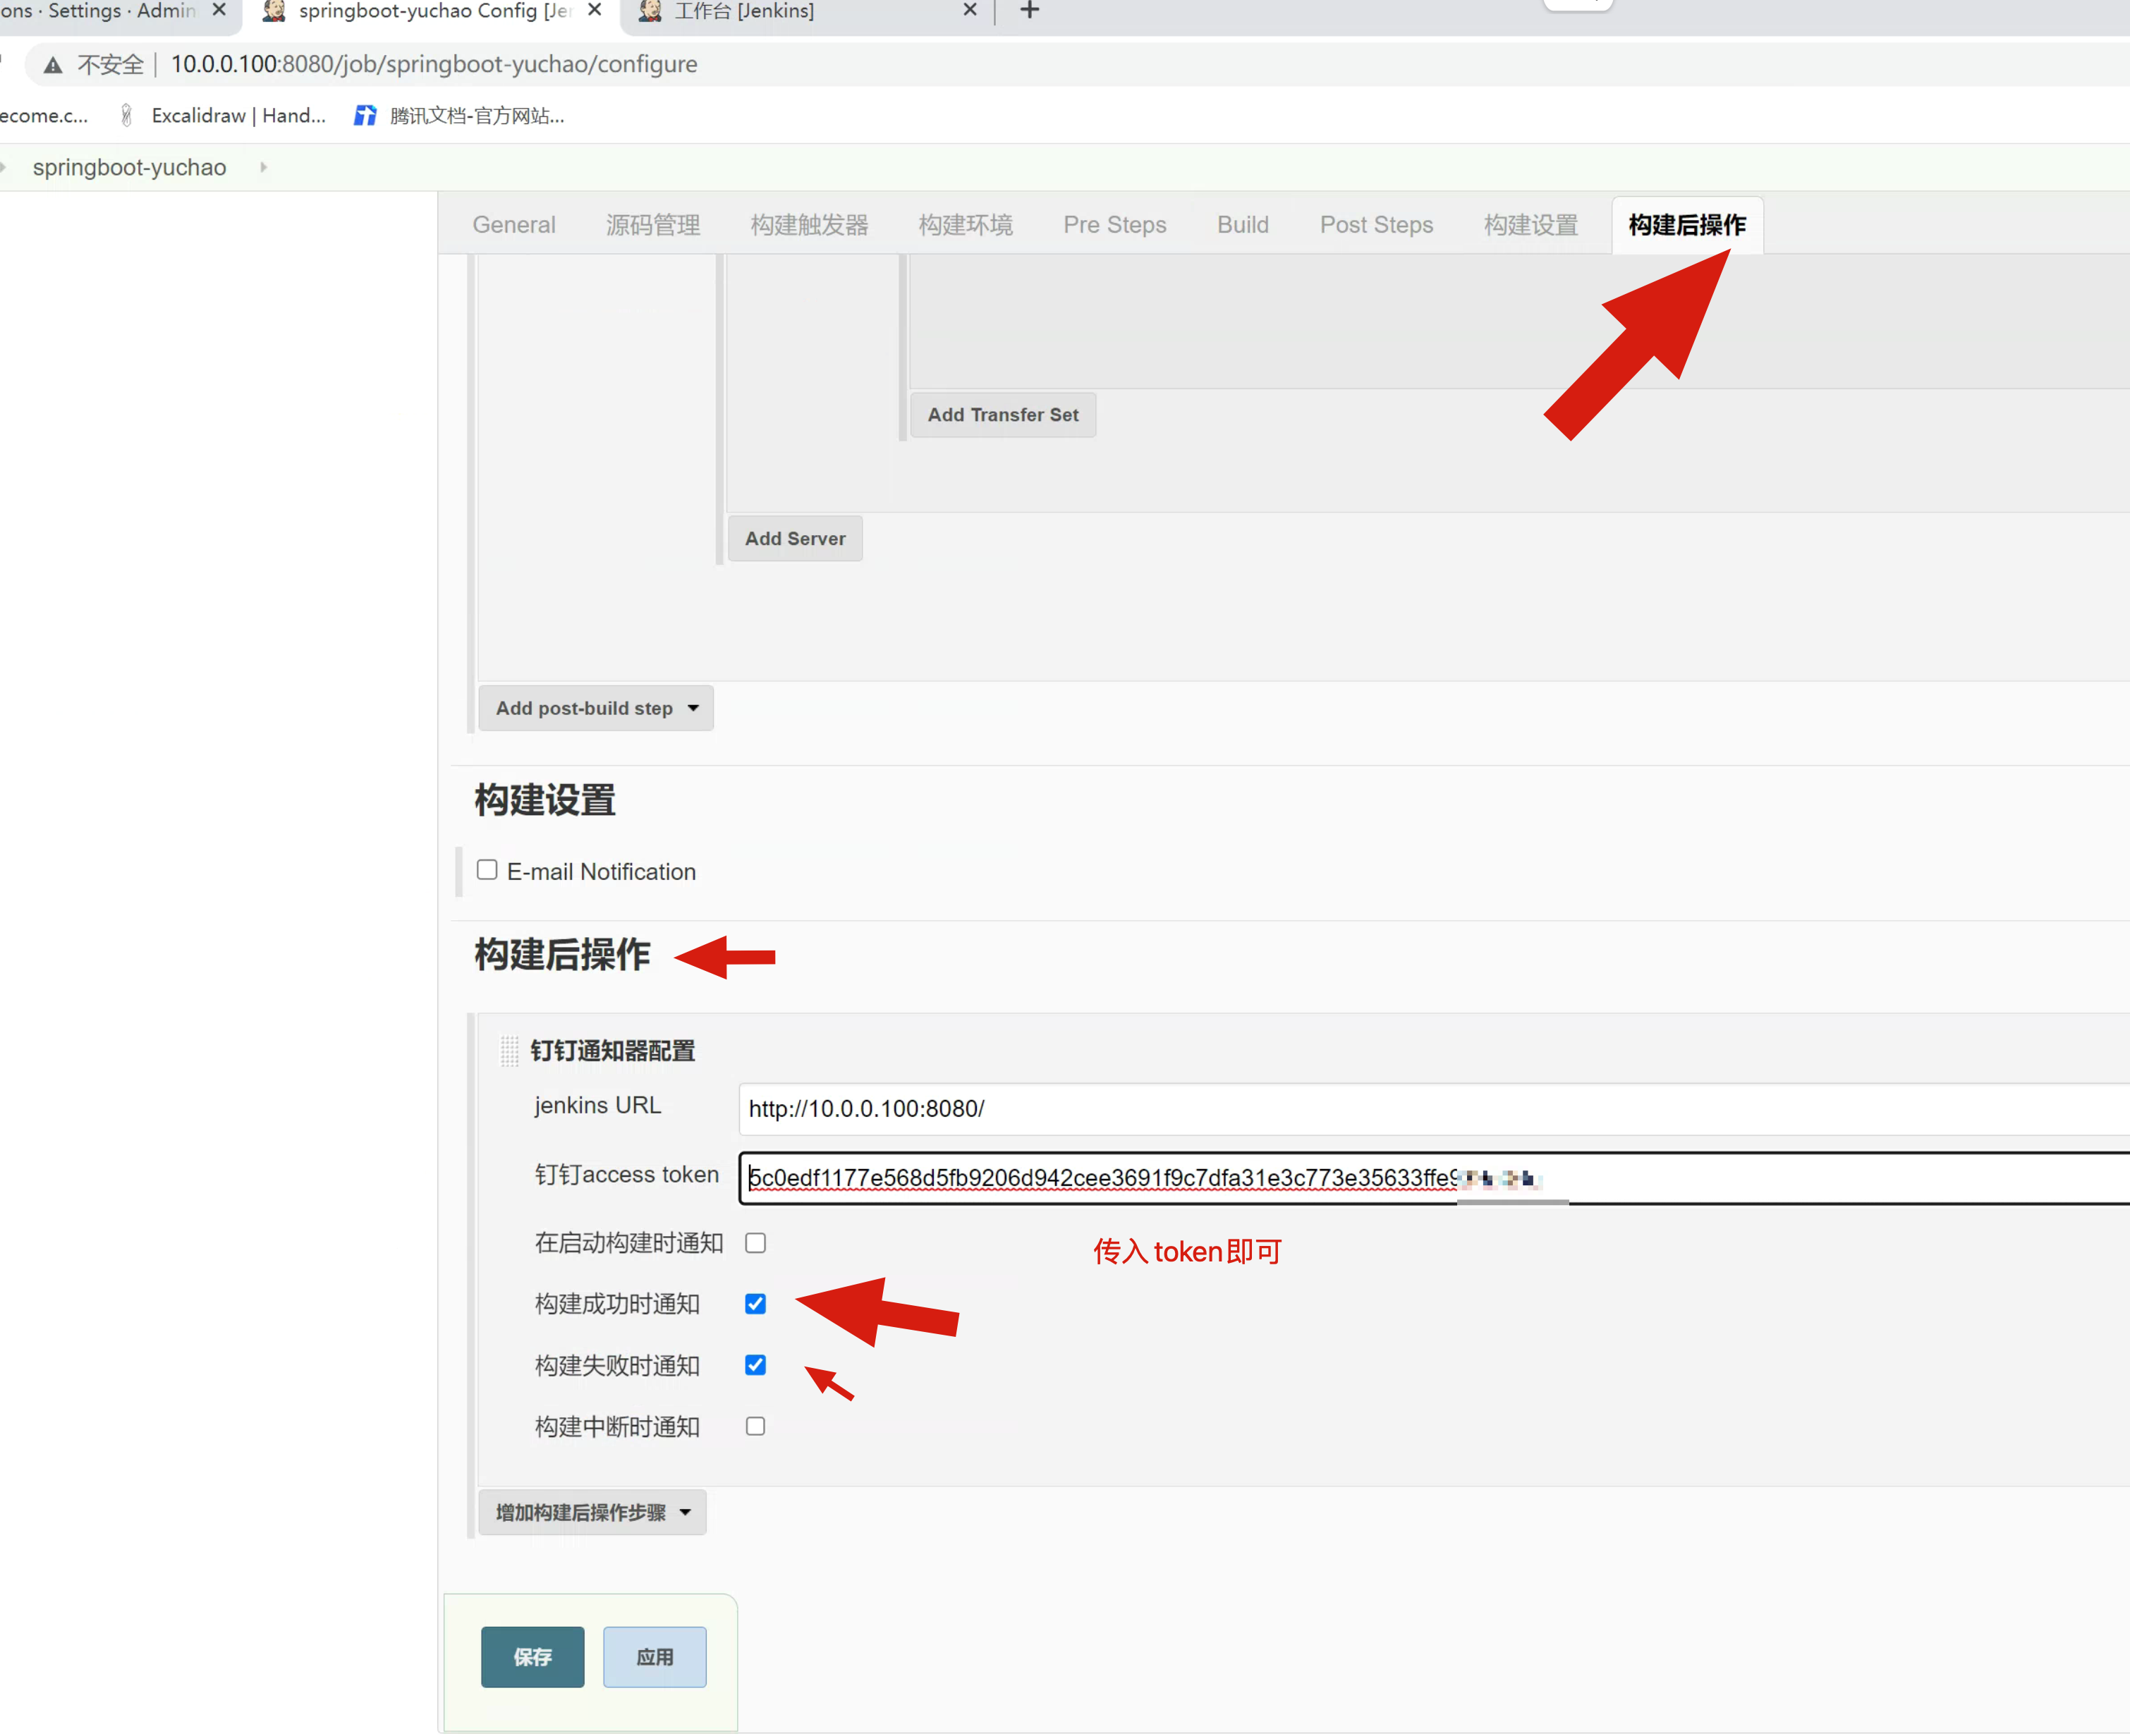 ons · Settings · Admin
springboot-yuchao Config [Jen
工作台 [Jenkins]
不安全 | 10.0.0.100:8080/job/springboot-yuchao/configure
ecome.c...
Excalidraw | Hand...
腾讯文档-官方网站...
springboot-yuchao
General 源码管理 构建触发器 构建环境 Pre Steps Build Post Steps 构建设置 构建后操作
Add Transfer Set
Add Server
Add post-build step
构建设置
E-mail Notification
构建后操作
钉钉通知器配置
jenkins URL http://10.0.0.100:8080/
钉钉access token 5c0edf1177e568d5fb9206d942cee3691f9c7dfa31e3c773e35633ffe9
在启动构建时通知
传入token即可
构建成功时通知
构建失败时通知
构建中断时通知
增加构建后操作步骤
保存 应用